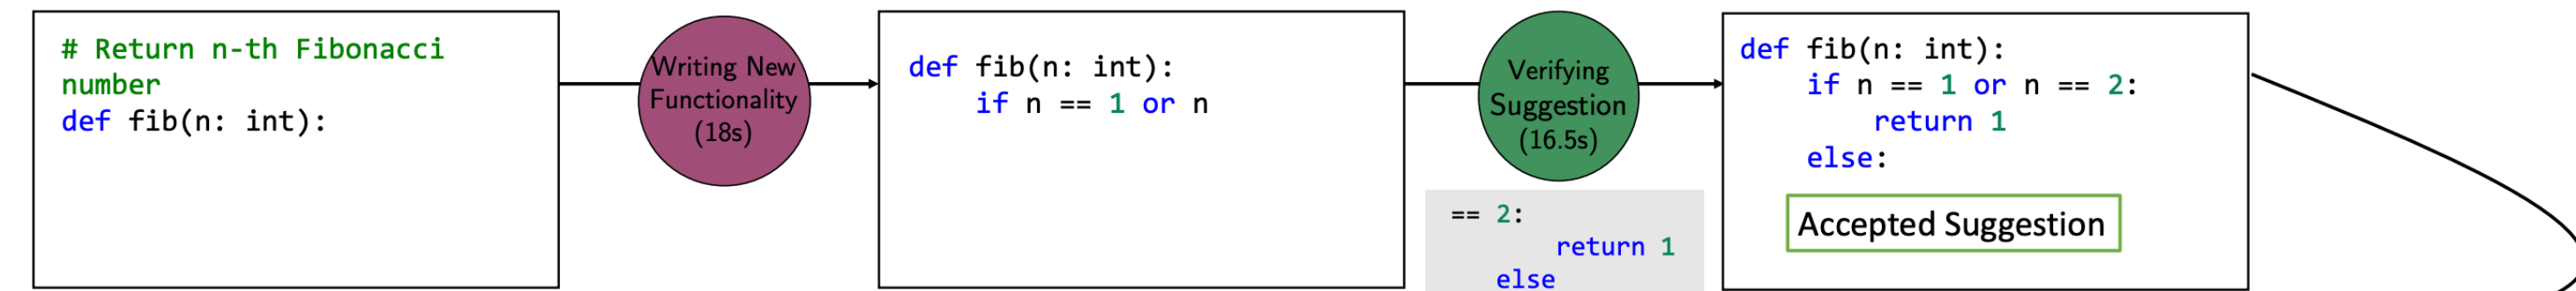 # Return n-th Fibonacci
number
def fib(n: int):
Writing New
Functionality
(18s)
def fib(n: int):
    if n == 1 or n
Verifying
Suggestion
(16.5s)
== 2:
        return 1
    else
def fib(n: int):
    if n == 1 or n == 2:
        return 1
    else:
Accepted Suggestion